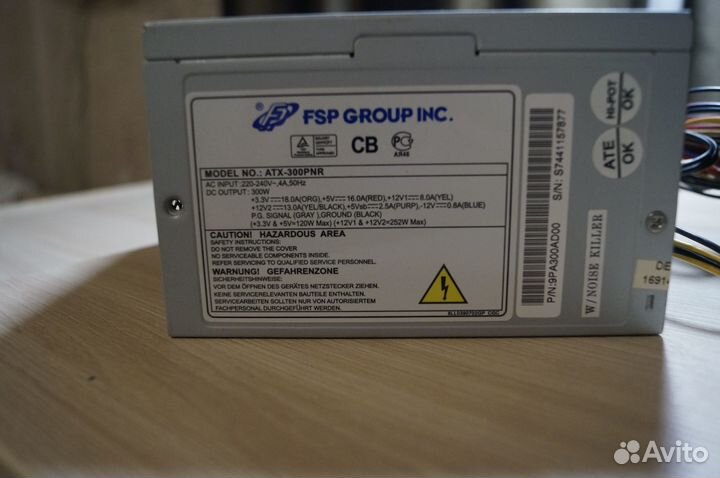 FSP GROUP INC.
CB
MODEL NO.: ATX-300PNR
AC INPUT:220-240V~,4A,50Hz
DC OUTPUT: 300W
+3.3V⎓18.0A(ORG),+5V⎓16.0A(RED),+12V1⎓8.0A(YEL)
+12V2⎓13.0A(YEL/BLACK),+5Vsb⎓2.5A(PURP),-12V⎓0.8A(BLUE)
P.G. SIGNAL (GRAY ),GROUND (BLACK)
(+3.3V & +5V=120W Max) (+12V1 & +12V2=252W Max)
CAUTION! HAZARDOUS AREA
SAFETY INSTRUCTIONS:
DO NOT REMOVE THE COVER
NO SERVICEABLE COMPONENTS INSIDE.
REFER SERVICING TO QUALIFIED SERVICE PERSONNEL.
WARNUNG! GEFAHRENZONE
SICHERHEITSHINWEISE:
VOR DEM ÖFFNEN DES GERÄTES NETZSTECKER ZIEHEN.
KEINE SERVICERELEVANTEN BAUTEILE ENTHALTEN.
SERVICEARBEITEN SOLLTEN NUR VON AUTORISIERTEM
FACHPERSONAL DURCHGEFÜHRT WERDEN.
P/N:9PA300AD00
S/N: S7441157877
HI-POT
OK
ATE
OK
W/NOISE KILLER
DE
16914
Avito